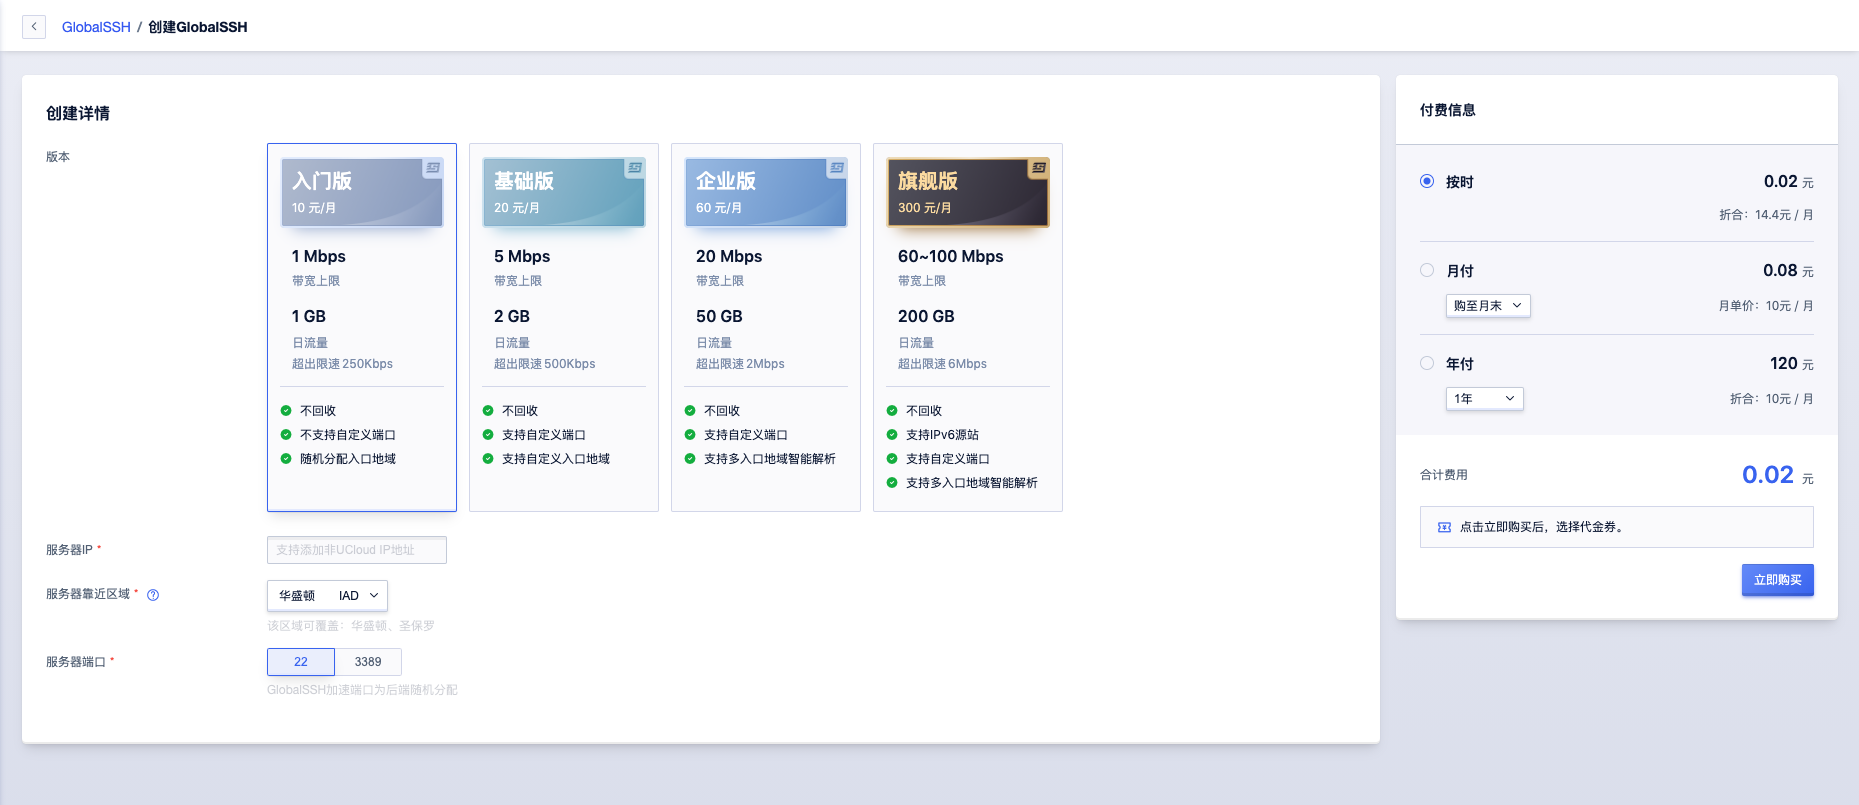 GlobalSSH / 创建GlobalSSH
创建详情
版本
入门版
10 元/月
1 Mbps
带宽上限
1 GB
日流量
超出限速 250Kbps
不回收
不支持自定义端口
随机分配入口地域
基础版
20 元/月
5 Mbps
带宽上限
2 GB
日流量
超出限速 500Kbps
不回收
支持自定义端口
支持自定义入口地域
企业版
60 元/月
20 Mbps
带宽上限
50 GB
日流量
超出限速 2Mbps
不回收
支持自定义端口
支持多入口地域智能解析
旗舰版
300 元/月
60~100 Mbps
带宽上限
200 GB
日流量
超出限速 6Mbps
不回收
支持IPv6源站
支持自定义端口
支持多入口地域智能解析
服务器IP *
支持添加非UCloud IP地址
服务器靠近区域 *
华盛顿 IAD
该区域可覆盖：华盛顿、圣保罗
服务器端口 *
22 3389
GlobalSSH加速端口为后端随机分配
付费信息
按时 0.02 元
折合：14.4元 / 月
月付 0.08 元
购至月末 月单价：10元 / 月
年付 120 元
1年 折合：10元 / 月
合计费用 0.02 元
点击立即购买后，选择代金券。
立即购买